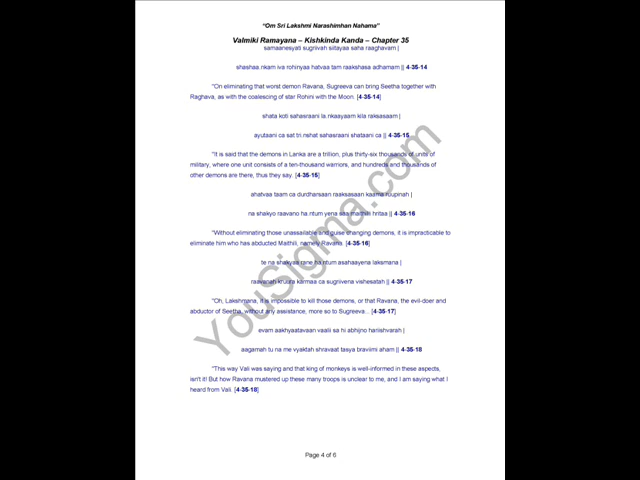 “Om Sri Lakshmi Narashimhan Nahama”
Valmiki Ramayana – Kishkinda Kanda – Chapter 35
samaanesyati sugriivah siitayaa saha raaghavam |
shashaa.nkam iva rohinyaa hatvaa tam raakshasa adhamam || 4-35-14
"On eliminating that worst demon Ravana, Sugreeva can bring Seetha together with
Raghava, as with the coalescing of star Rohini with the Moon. [4-35-14]
shata koti sahasraani la.nkaayaam kila raksasaam |
ayutaani ca sat tri.nshat sahasraani shataani ca || 4-35-15
"It is said that the demons in Lanka are a trillion, plus thirty-six thousands of units of
military, where one unit consists of a ten-thousand warriors, and hundreds and thousands of
other demons are there, thus they say. [4-35-15]
ahatvaa taam ca durdharsaan raaksasaan kaama ruupinah |
na shakyo raavano ha.ntum yena saa maithilii hritaa || 4-35-16
"Without eliminating those unassailable and guise changing demons, it is impracticable to
eliminate him who has abducted Maithili, namely Ravana. [4-35-16]
te na shakyaa rane ha.ntum asahaayena laksmana |
raavanah kruura karmaa ca sugriivena vishesatah || 4-35-17
"Oh, Lakshmana, it is impossible to kill those demons, or that Ravana, the evil-doer and
abductor of Seetha, without any assistance, more so to Sugreeva... [4-35-17]
evam aakhyaatavaan vaalii sa hi abhijno hariishvarah |
aagamah tu na me vyaktah shravaat tasya braviimi aham || 4-35-18
"This way Vali was saying and that king of monkeys is well-informed in these aspects,
isn't it! But how Ravana mustered up these many troops is unclear to me, and I am saying what I
heard from Vali. [4-35-18]
YouSigma.com
Page 4 of 6